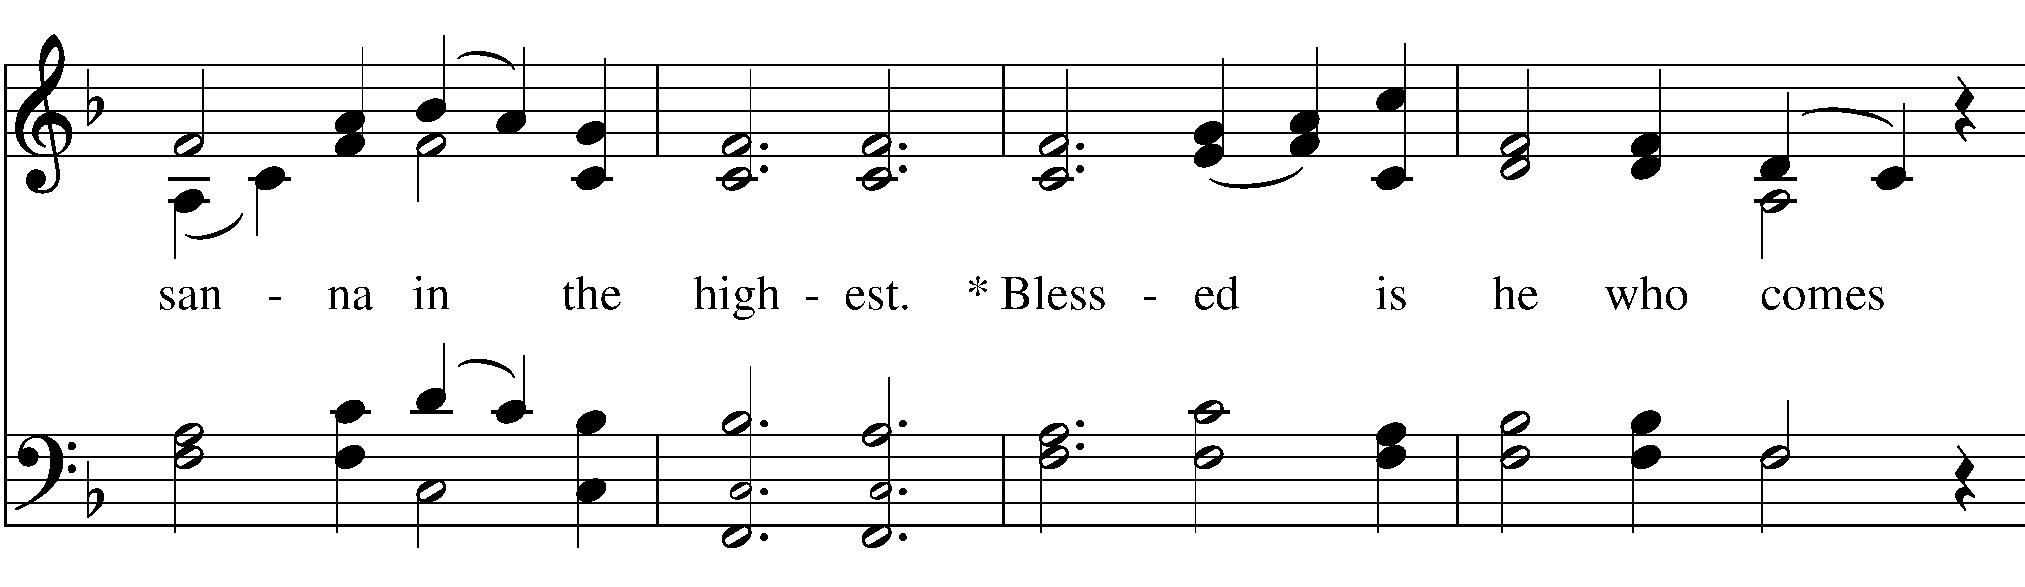 san - na in the high - est. * Bless - ed is he who comes